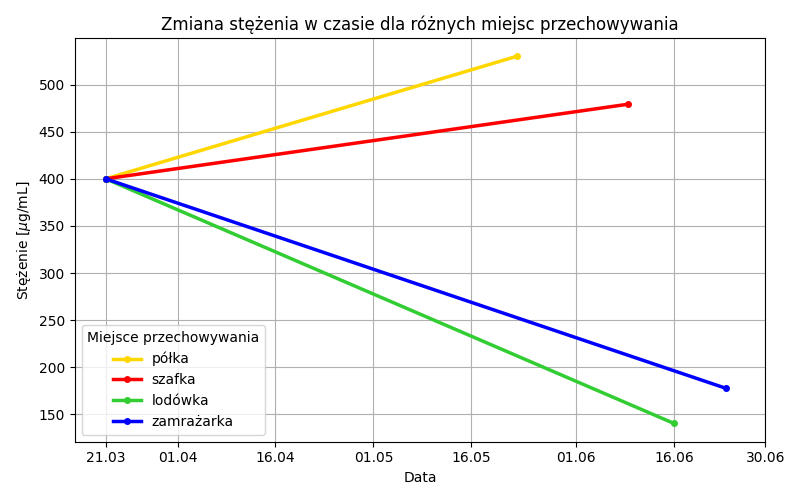 Zmiana stężenia w czasie dla różnych miejsc przechowywania
500
450
400
350
300
250
200
150
Stężenie [μg/mL]
Miejsce przechowywania
półka
szafka
lodówka
zamrażarka
21.03 01.04 16.04 01.05 16.05 01.06 16.06 30.06
Data